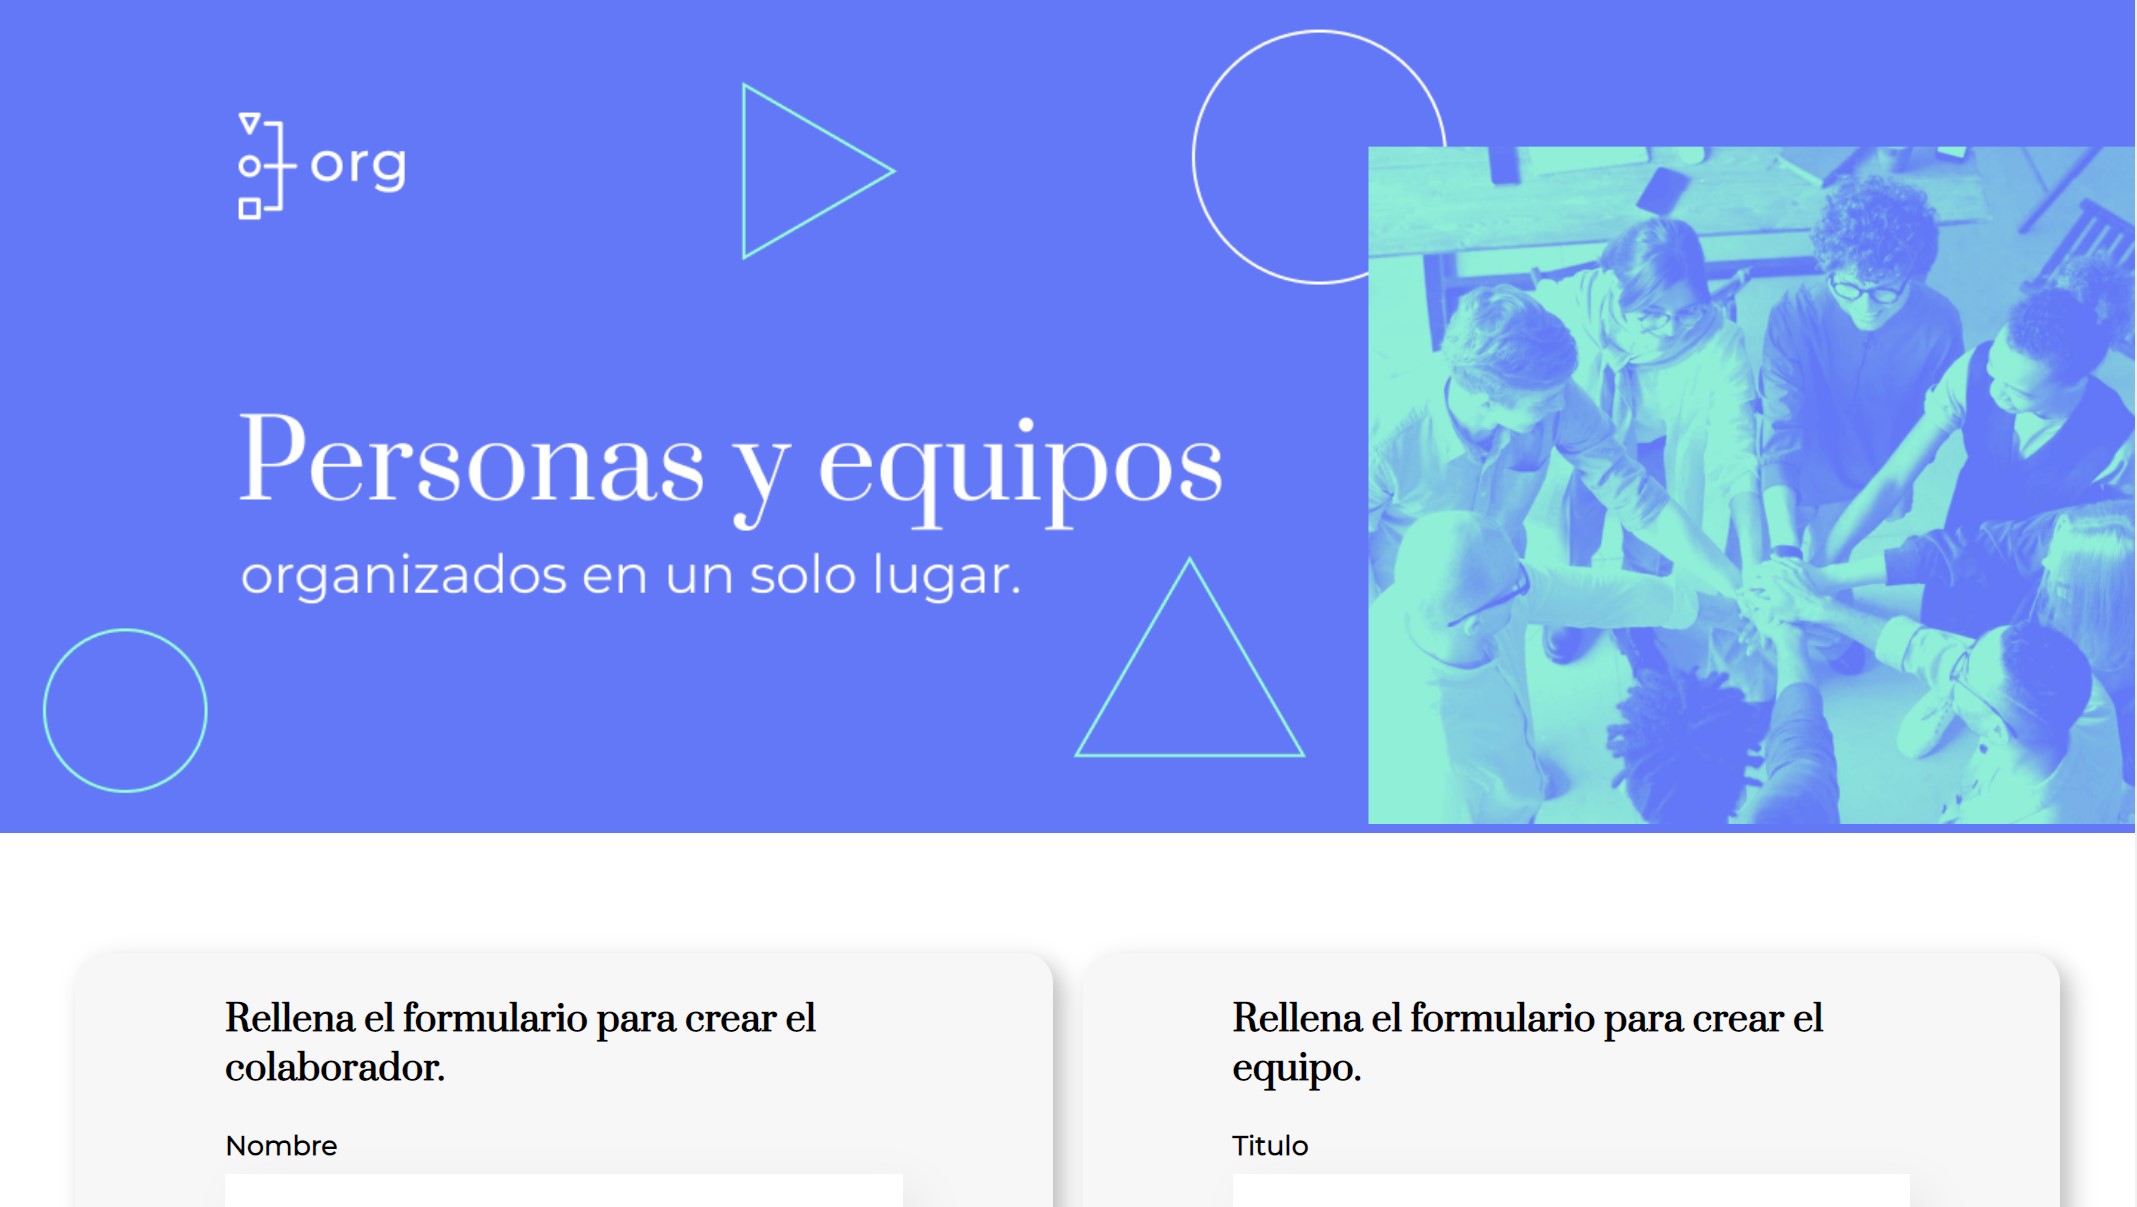 org
Personas y equipos
organizados en un solo lugar.
Rellena el formulario para crear el
colaborador.
Nombre
Rellena el formulario para crear el
equipo.
Titulo